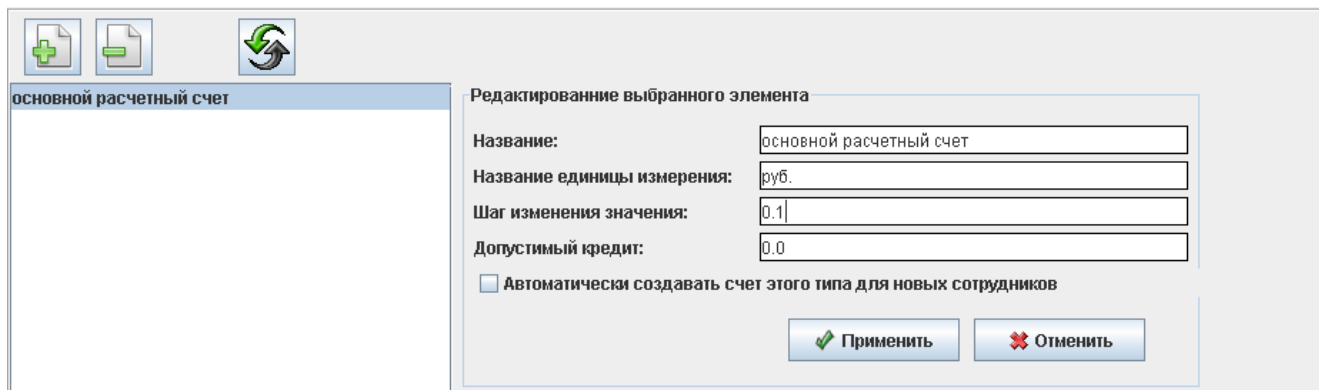 основной расчетный счет
Редактированние выбранного элемента
Название: основной расчетный счет
Название единицы измерения: руб.
Шаг изменения значения: 0.1
Допустимый кредит: 0.0
Автоматически создавать счет этого типа для новых сотрудников
Применить Отменить